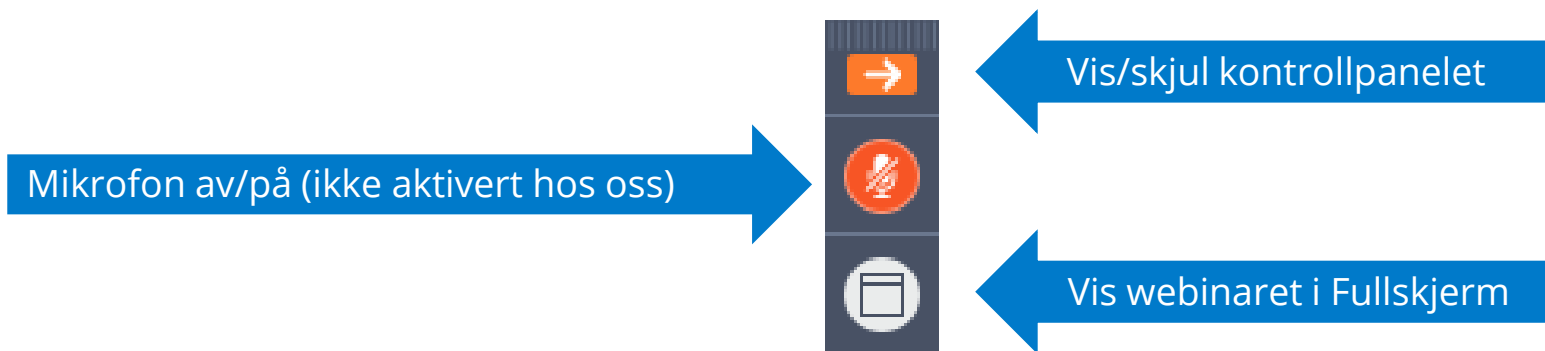 Vis/skjul kontrollpanelet
Mikrofon av/på (ikke aktivert hos oss)
Vis webinaret i Fullskjerm